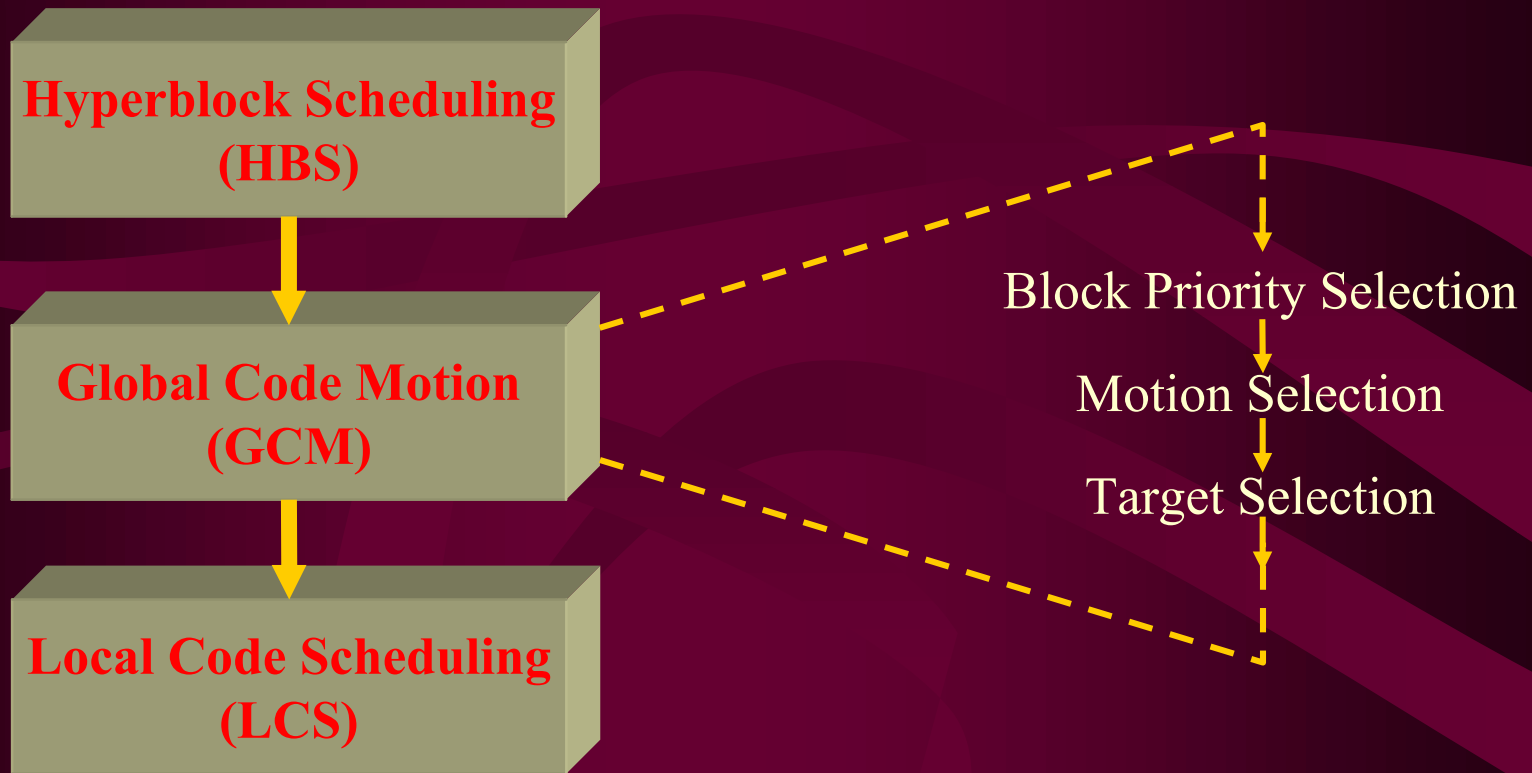 Hyperblock Scheduling
(HBS)
Global Code Motion
(GCM)
Local Code Scheduling
(LCS)
Block Priority Selection
Motion Selection
Target Selection